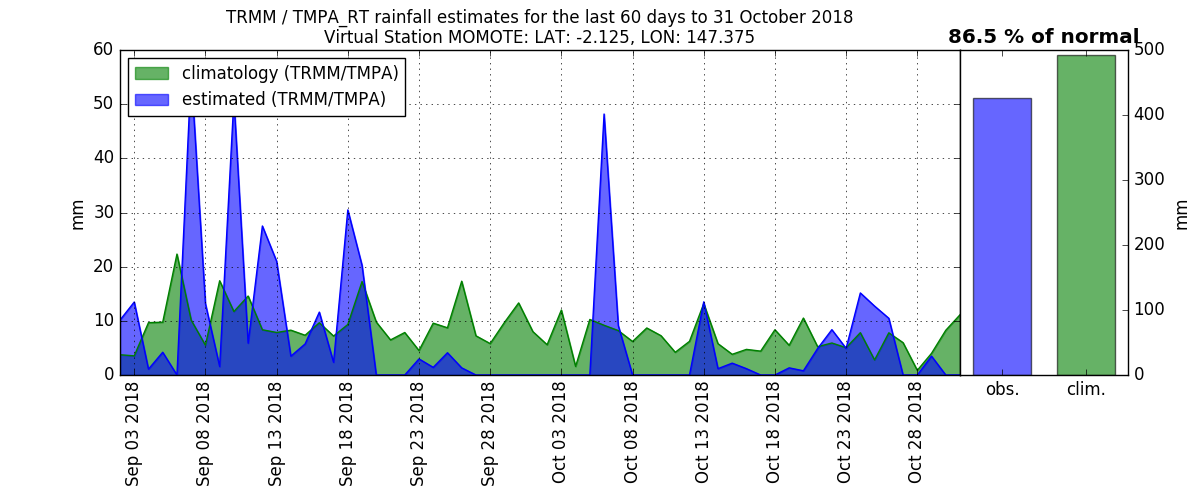 TRMM / TMPA_RT rainfall estimates for the last 60 days to 31 October 2018
Virtual Station MOMOTE: LAT: -2.125, LON: 147.375
86.5 % of normal
climatology (TRMM/TMPA)
estimated (TRMM/TMPA)
60
50
40
30
20
10
0
mm
Sep 03 2018
Sep 08 2018
Sep 13 2018
Sep 18 2018
Sep 23 2018
Sep 28 2018
Oct 03 2018
Oct 08 2018
Oct 13 2018
Oct 18 2018
Oct 23 2018
Oct 28 2018
500
400
300
200
100
0
mm
obs.
clim.